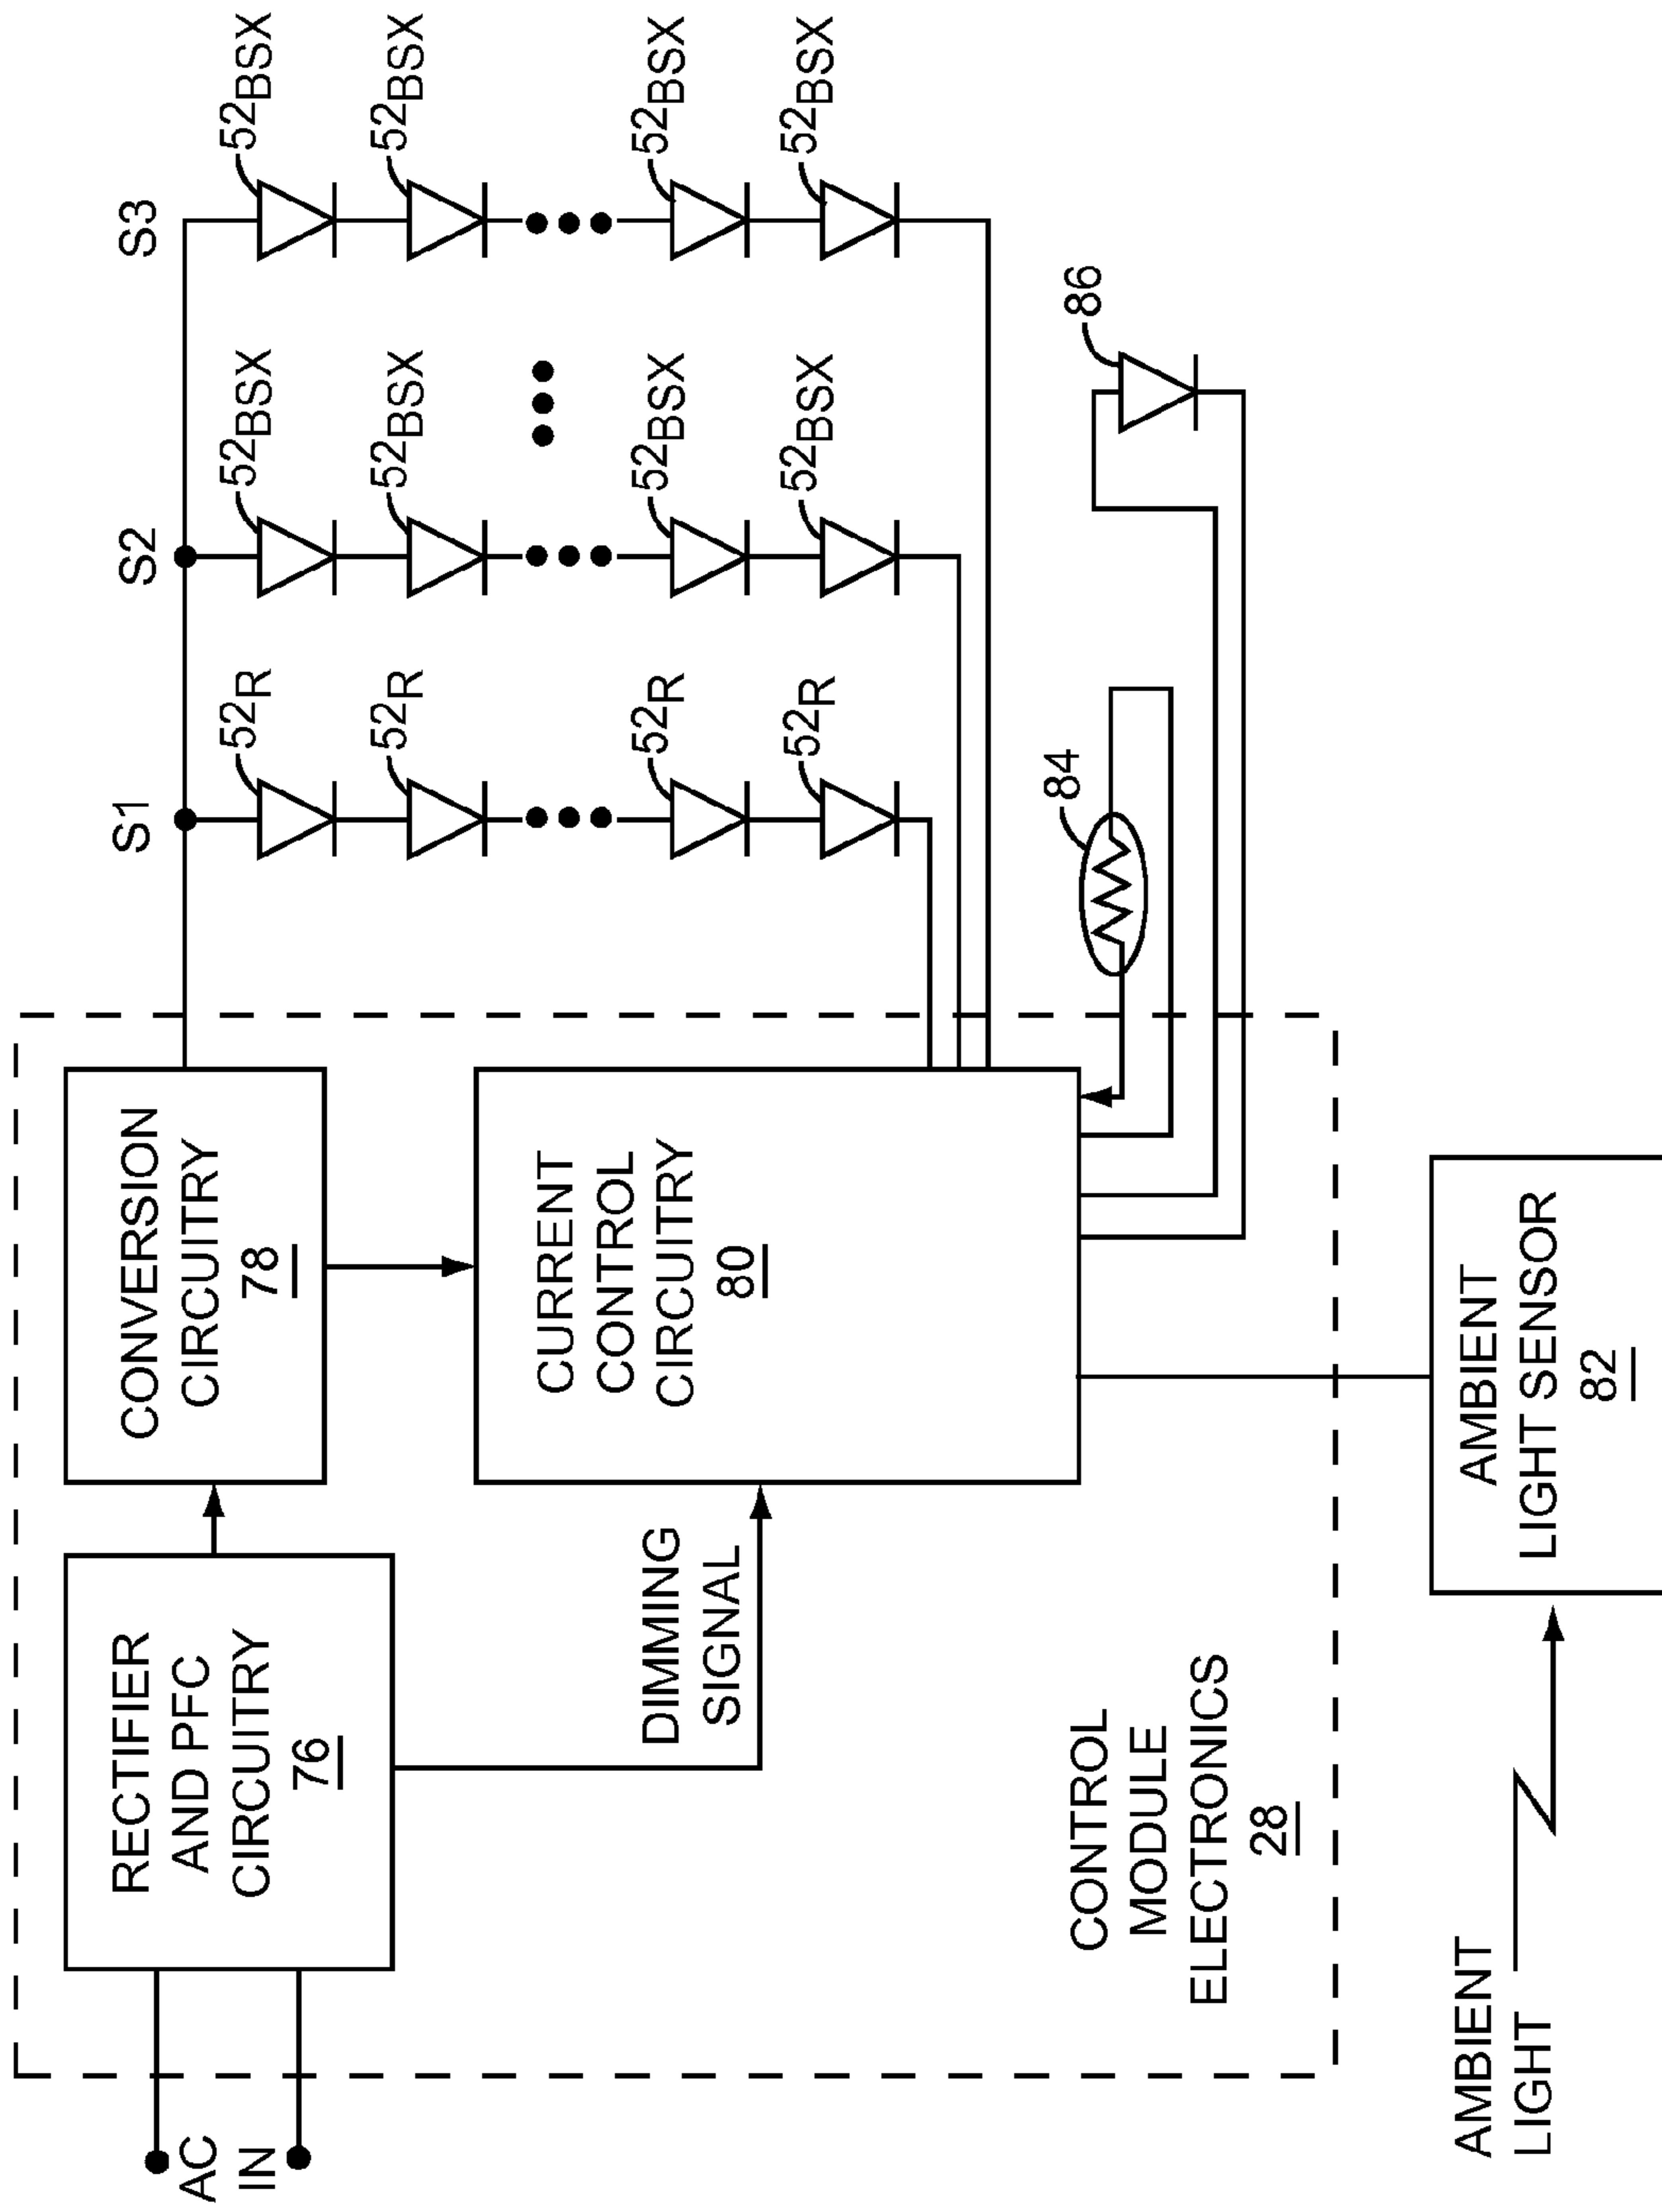 AC
IN
RECTIFIER
AND PFC
CIRCUITRY
76
CONVERSION
CIRCUITRY
78
DIMMING
SIGNAL
CURRENT
CONTROL
CIRCUITRY
80
CONTROL
MODULE
ELECTRONICS
28
AMBIENT
LIGHT
AMBIENT
LIGHT SENSOR
82
S1
52R
52R
52R
52R
S2
52BSX
52BSX
52BSX
52BSX
S3
52BSX
52BSX
52BSX
52BSX
84
86